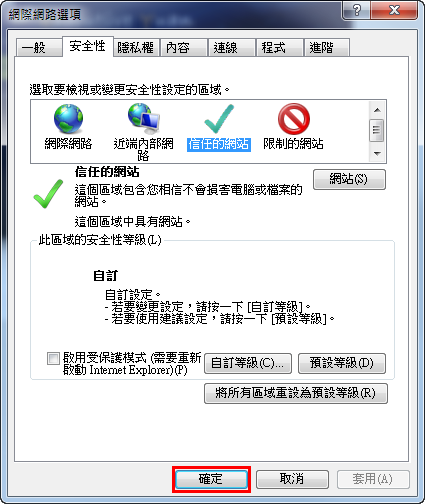 網際網路選項
一般 安全性 隱私權 內容 連線 程式 進階
選取要檢視或變更安全性設定的區域。
網際網路 近端內部網路 信任的網站 限制的網站
信任的網站
這個區域包含您相信不會損害電腦或檔案的
網站。
網站(S)
這個區域中具有網站。
此區域的安全性等級(L)
自訂
自訂設定。
- 若要變更設定，請按一下 [自訂等級]。
- 若要使用建議設定，請按一下 [預設等級]。
啟用受保護模式 (需要重新
啟動 Internet Explorer)(P)
自訂等級(C)... 預設等級(D)
將所有區域重設為預設等級(R)
確定 取消 套用(A)